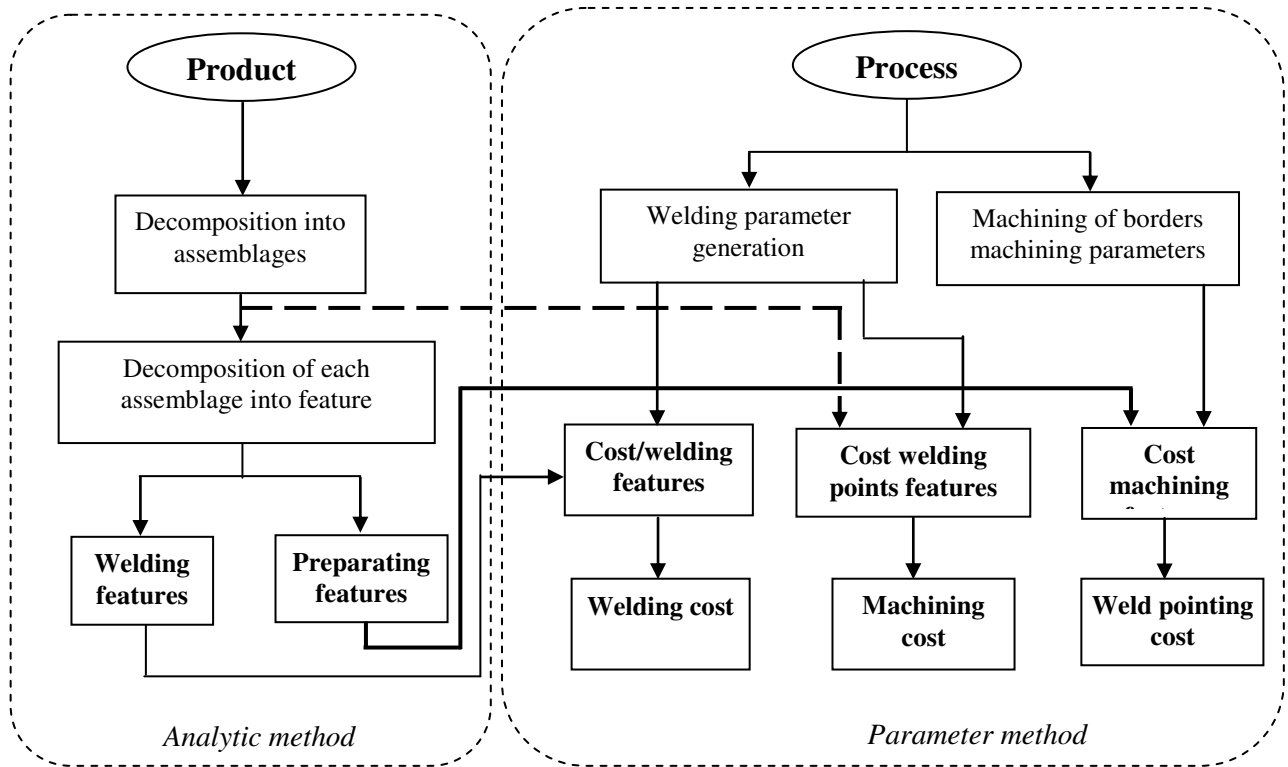 Product
Decomposition into
assemblages
Decomposition of each
assemblage into feature
Welding
features
Preparating
features
Analytic method
Process
Welding parameter
generation
Machining of borders
machining parameters
Cost/welding
features
Cost welding
points features
Cost
machining
Welding cost
Machining
cost
Weld pointing
cost
Parameter method